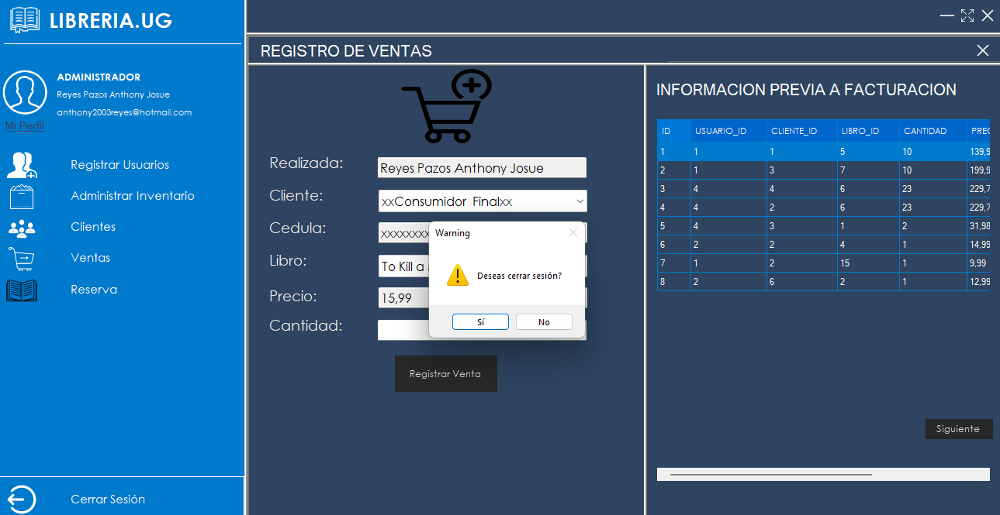 LIBRERIA.UG
ADMINISTRADOR
Reyes Pazos Anthony Josue
anthony2003reyes@hotmail.com
Mi Perfil
Registrar Usuarios
Administrar Inventario
Clientes
Ventas
Reserva
Cerrar Sesión
REGISTRO DE VENTAS
Realizada: Reyes Pazos Anthony Josue
Cliente: xxConsumidor Finalxx
Cedula: xxxxxxxx
Libro: To Kill a
Precio: 15,99
Cantidad:
Registrar Venta
Warning
Deseas cerrar sesión?
Sí No
INFORMACION PREVIA A FACTURACION
ID USUARIO_ID CLIENTE_ID LIBRO_ID CANTIDAD PREC
1 1 1 5 10 139,9
2 1 3 7 10 199,9
3 4 4 6 23 229,7
4 4 2 6 23 229,7
5 4 3 1 2 31,98
6 2 2 4 1 14,99
7 1 2 15 1 9,99
8 2 6 2 1 12,99
Siguiente